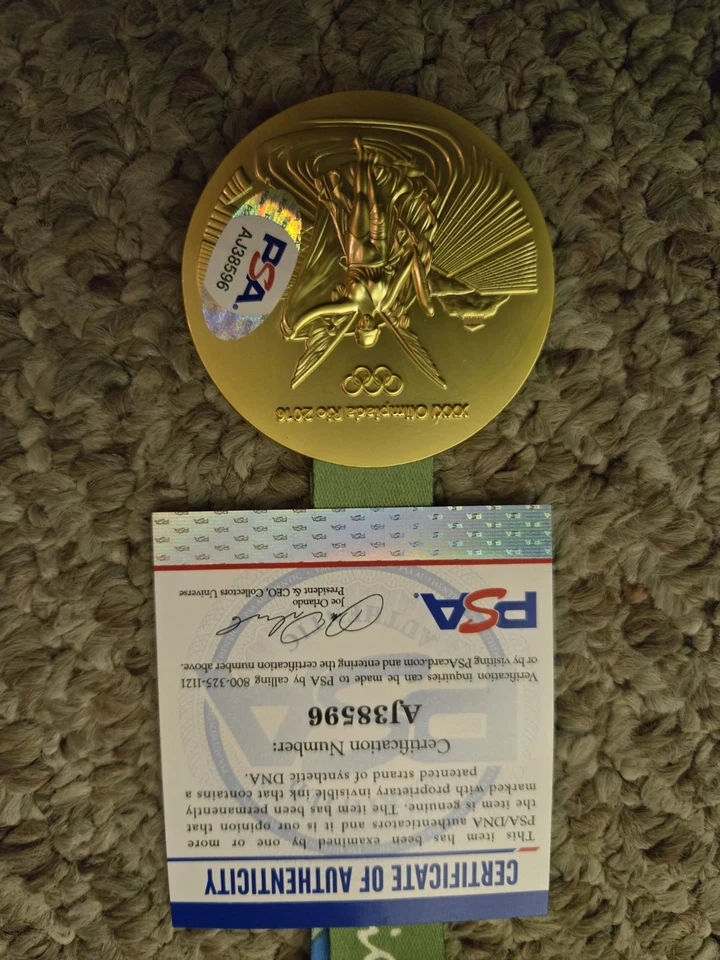 XXXI Olimpiada Rio 2016
PSA
AJ38596
CERTIFICATE OF AUTHENTICITY
This item has been examined by one or more
PSA/DNA authenticators and it is our opinion that
the item is genuine. The item has been permanently
marked with proprietary invisible ink that contains a
patented strand of synthetic DNA.
Certification Number:
AJ38596
Verification inquiries can be made to PSA by calling 800-325-1121
or by visiting PSAcard.com and entering the certification number above.
PSA
Joe Orlando
President & CEO, Collectors Universe